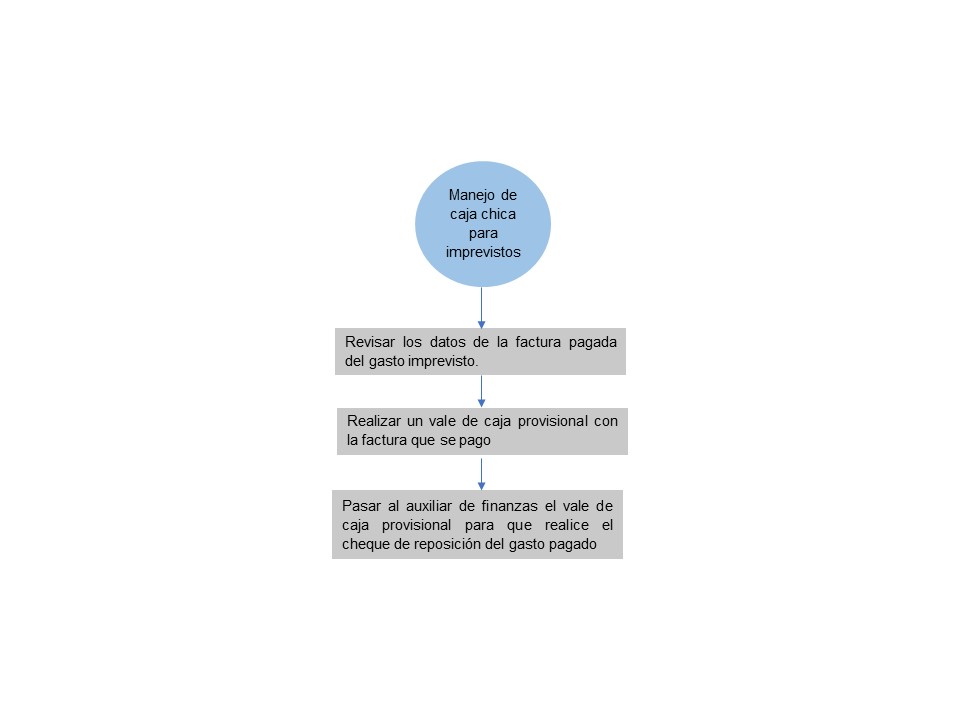 Manejo de
caja chica
para
imprevistos
Revisar los datos de la factura pagada
del gasto imprevisto.
Realizar un vale de caja provisional con
la factura que se pago
Pasar al auxiliar de finanzas el vale de
caja provisional para que realice el
cheque de reposición del gasto pagado